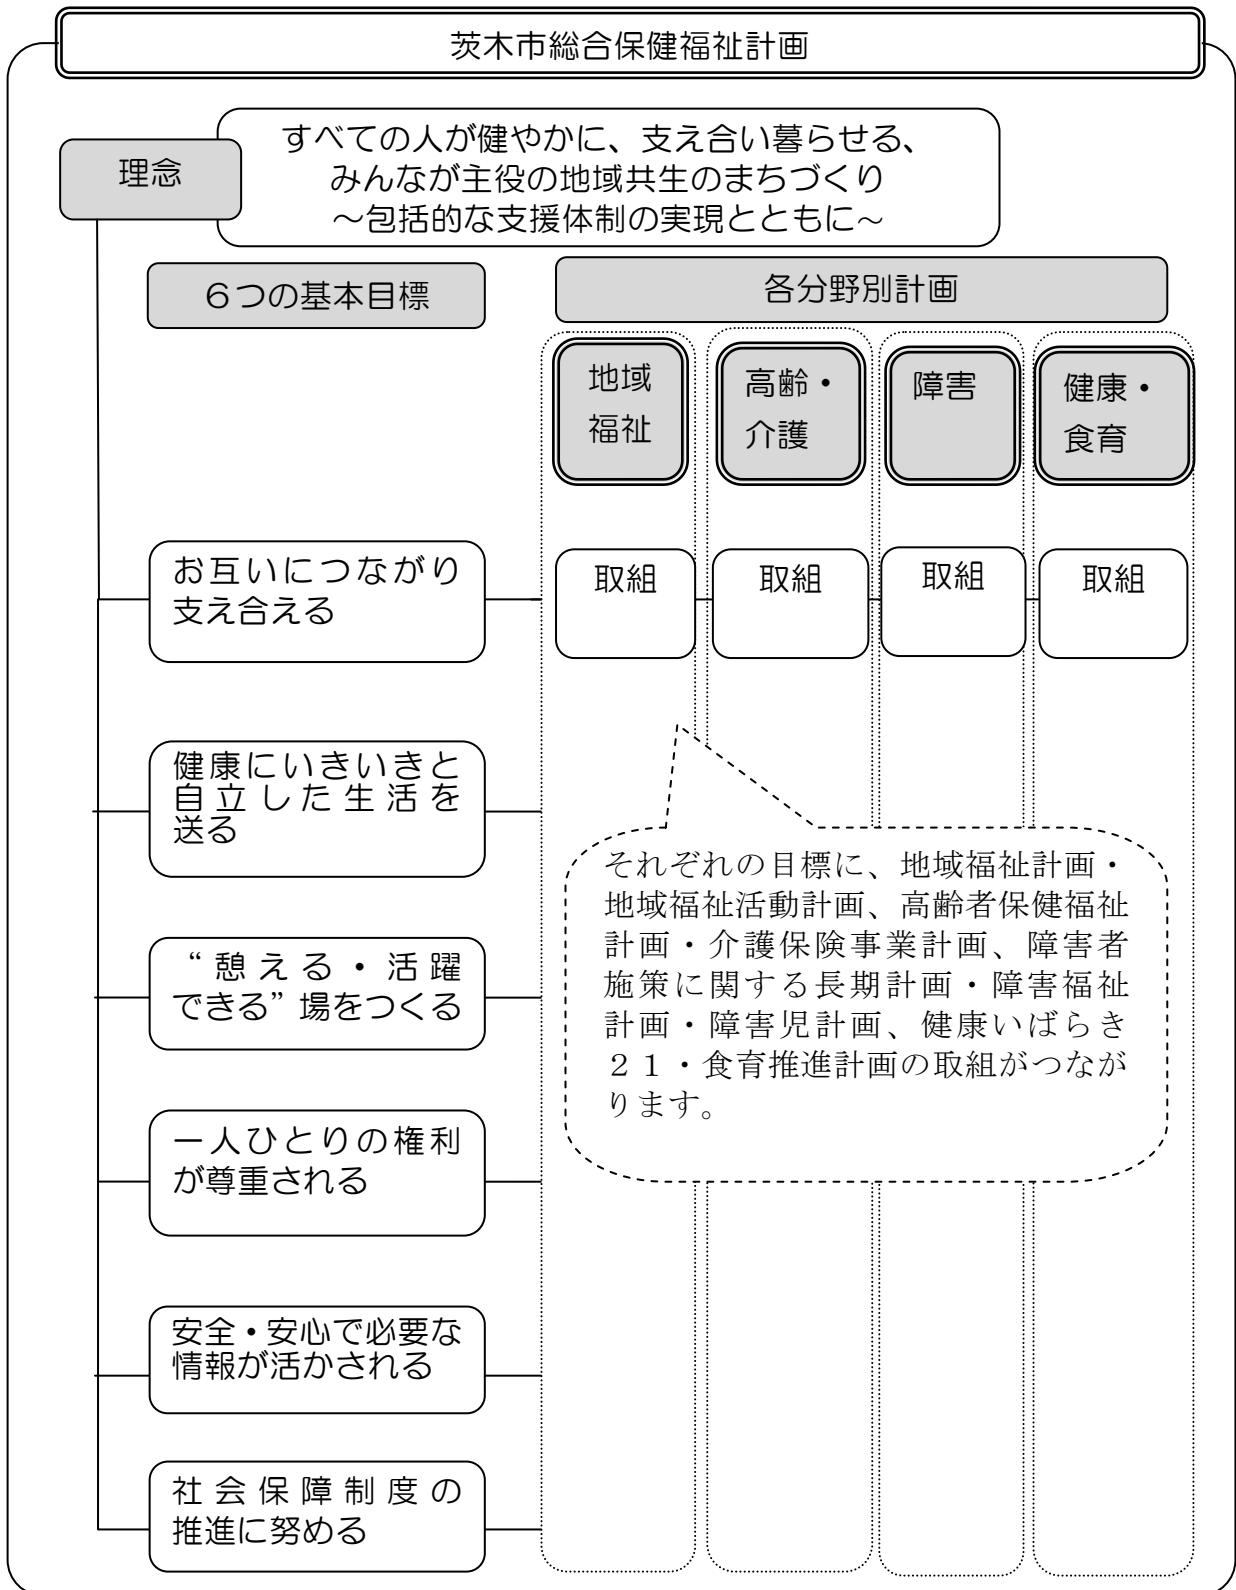 茨木市総合保健福祉計画
理念
すべての人が健やかに、支え合い暮らせる、
みんなが主役の地域共生のまちづくり
～包括的な支援体制の実現とともに～
６つの基本目標
各分野別計画
地域
福祉
高齢・
介護
障害
健康・
食育
お互いにつながり
支え合える
取組
取組
取組
取組
健康にいきいきと
自立した生活を
送る
“憩える・活躍
できる”場をつくる
それぞれの目標に、地域福祉計画・
地域福祉活動計画、高齢者保健福祉
計画・介護保険事業計画、障害者
施策に関する長期計画・障害福祉
計画・障害児計画、健康いばらき
２１・食育推進計画の取組がつなが
ります。
一人ひとりの権利
が尊重される
安全・安心で必要な
情報が活かされる
社会保障制度の
推進に努める